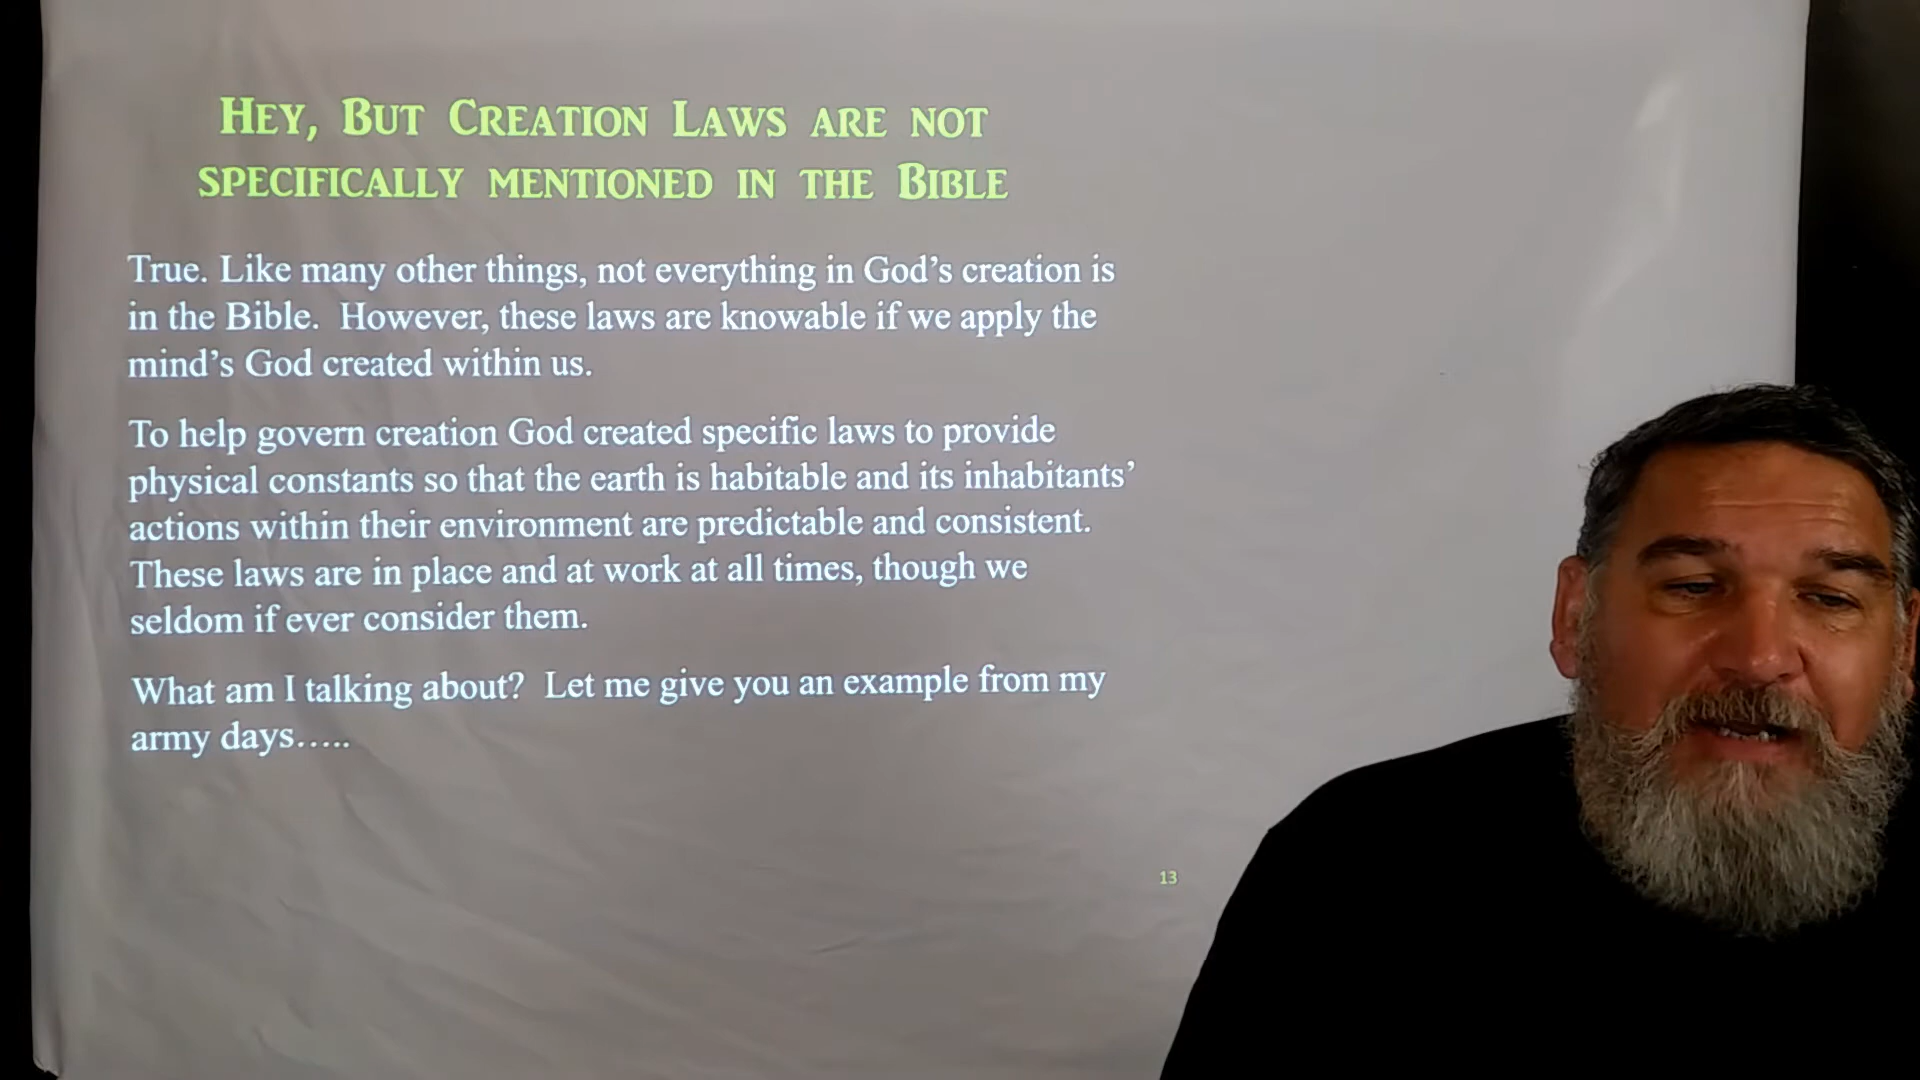 HEY, BUT CREATION LAWS ARE NOT
SPECIFICALLY MENTIONED IN THE BIBLE
True. Like many other things, not everything in God's creation is
in the Bible.  However, these laws are knowable if we apply the
mind's God created within us.
To help govern creation God created specific laws to provide
physical constants so that the earth is habitable and its inhabitants'
actions within their environment are predictable and consistent.
These laws are in place and at work at all times, though we
seldom if ever consider them.
What am I talking about?  Let me give you an example from my
army days…..
13